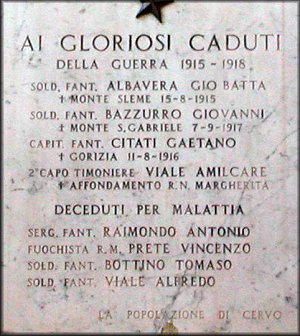 AI GLORIOSI CADUTI
DELLA GUERRA 1915-1918
SOLD. FANT. ALBAVERA GIO BATTA
† MONTE SLEME 15-8-1915
SOLD. FANT. BAZZURRO GIOVANNI
† MONTE S. GABRIELE 7-9-1917
CAPIT. FANT. CITATI GAETANO
† GORIZIA 11-8-1916
2° CAPO TIMONIERE VIALE AMILCARE
† AFFONDAMENTO R.N. MARGHERITA
DECEDUTI PER MALATTIA
SERG. FANT. RAIMONDO ANTONIO
FUOCHISTA R.M. PRETE VINCENZO
SOLD. FANT. BOTTINO TOMASO
SOLD. FANT. VIALE ALFREDO
LA POPOLAZIONE DI CERVO